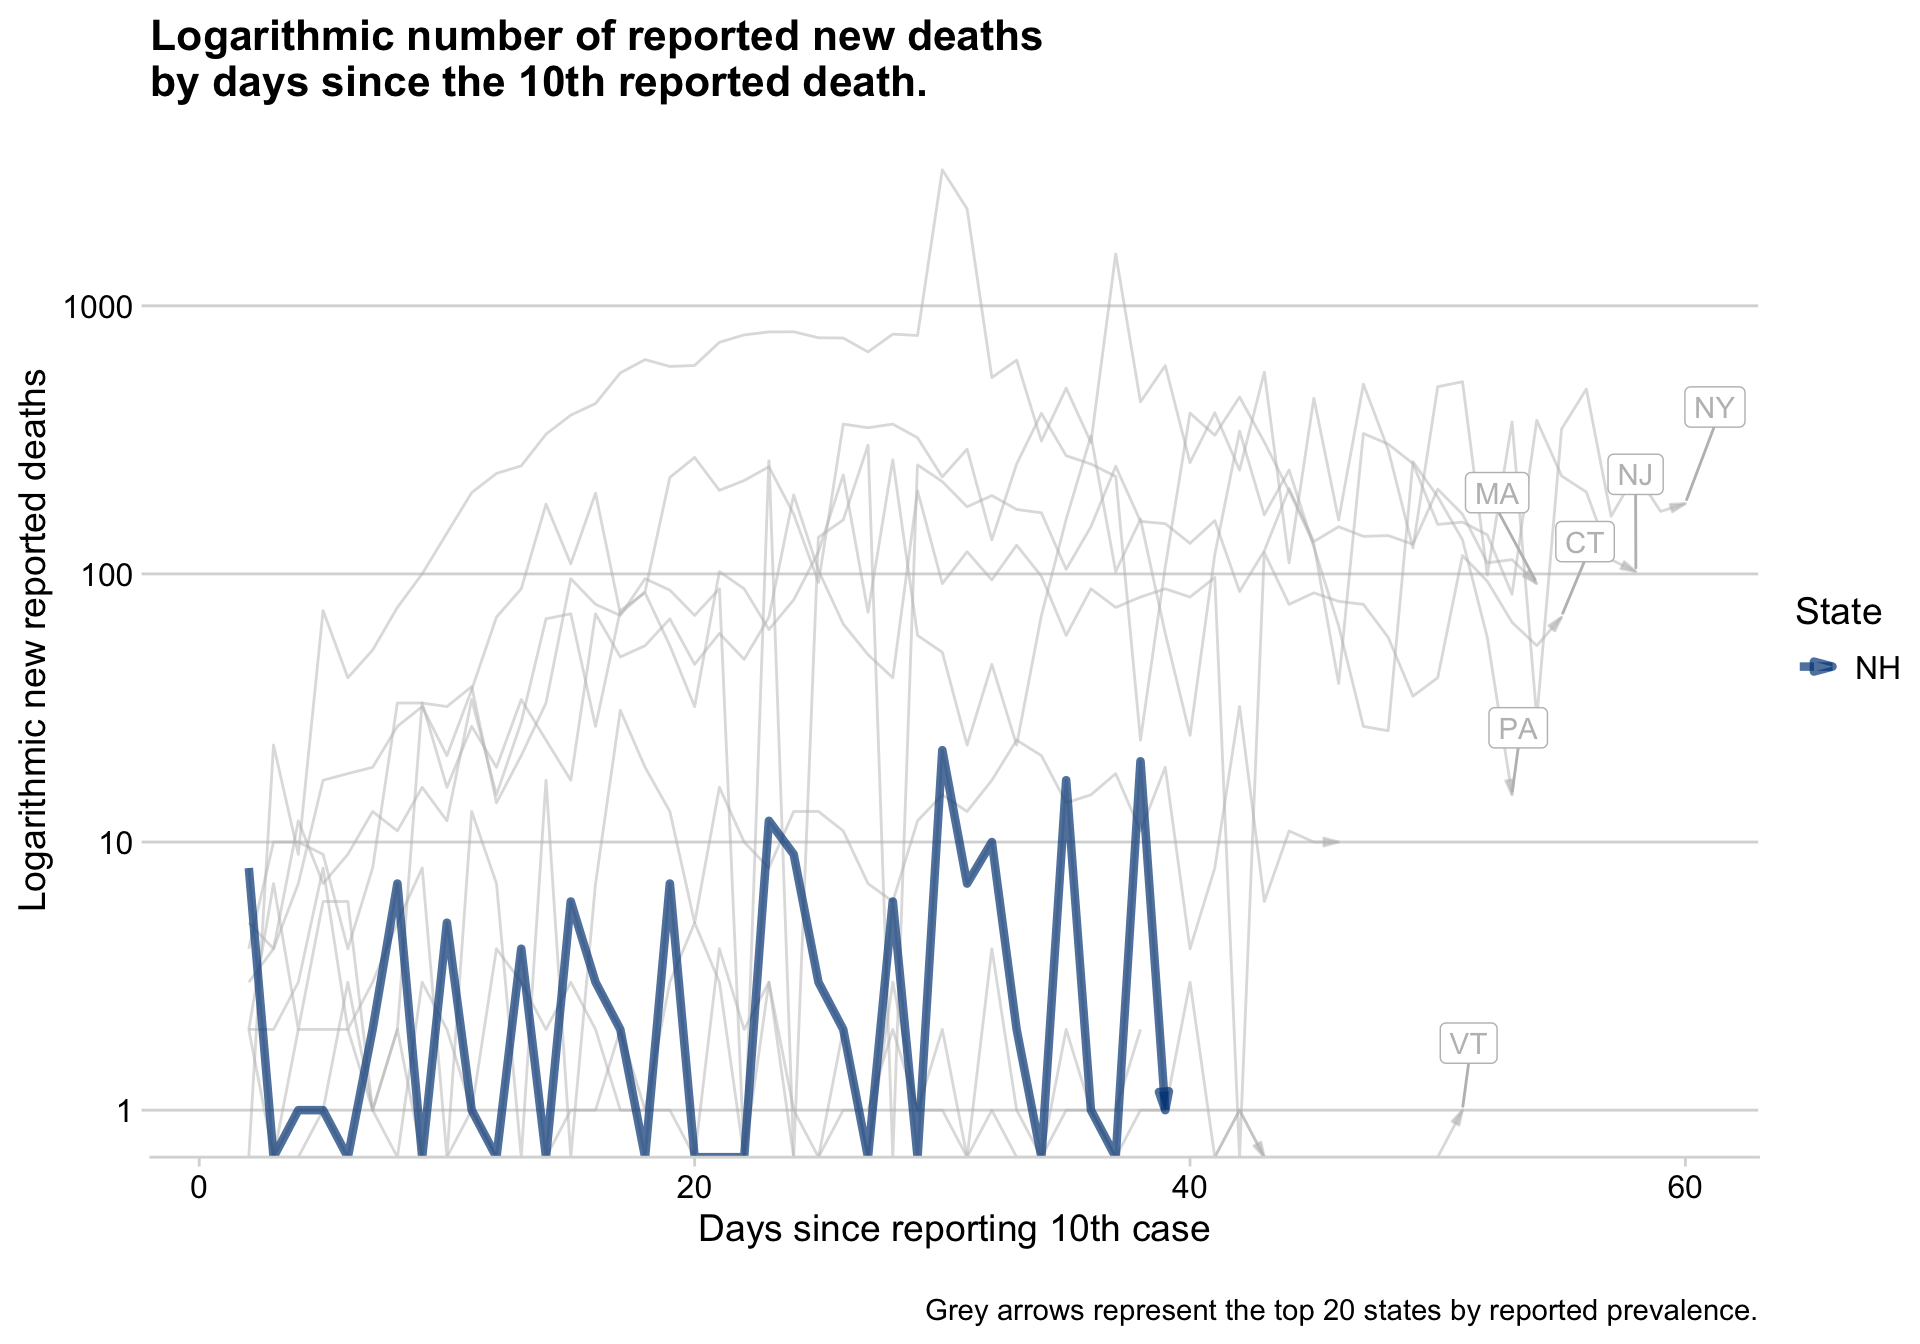 Logarithmic number of reported new deaths
by days since the 10th reported death.
Logarithmic new reported deaths
1000
100
10
1
NY
NJ
MA
CT
PA
VT
State
NH
0 20 40 60
Days since reporting 10th case
Grey arrows represent the top 20 states by reported prevalence.